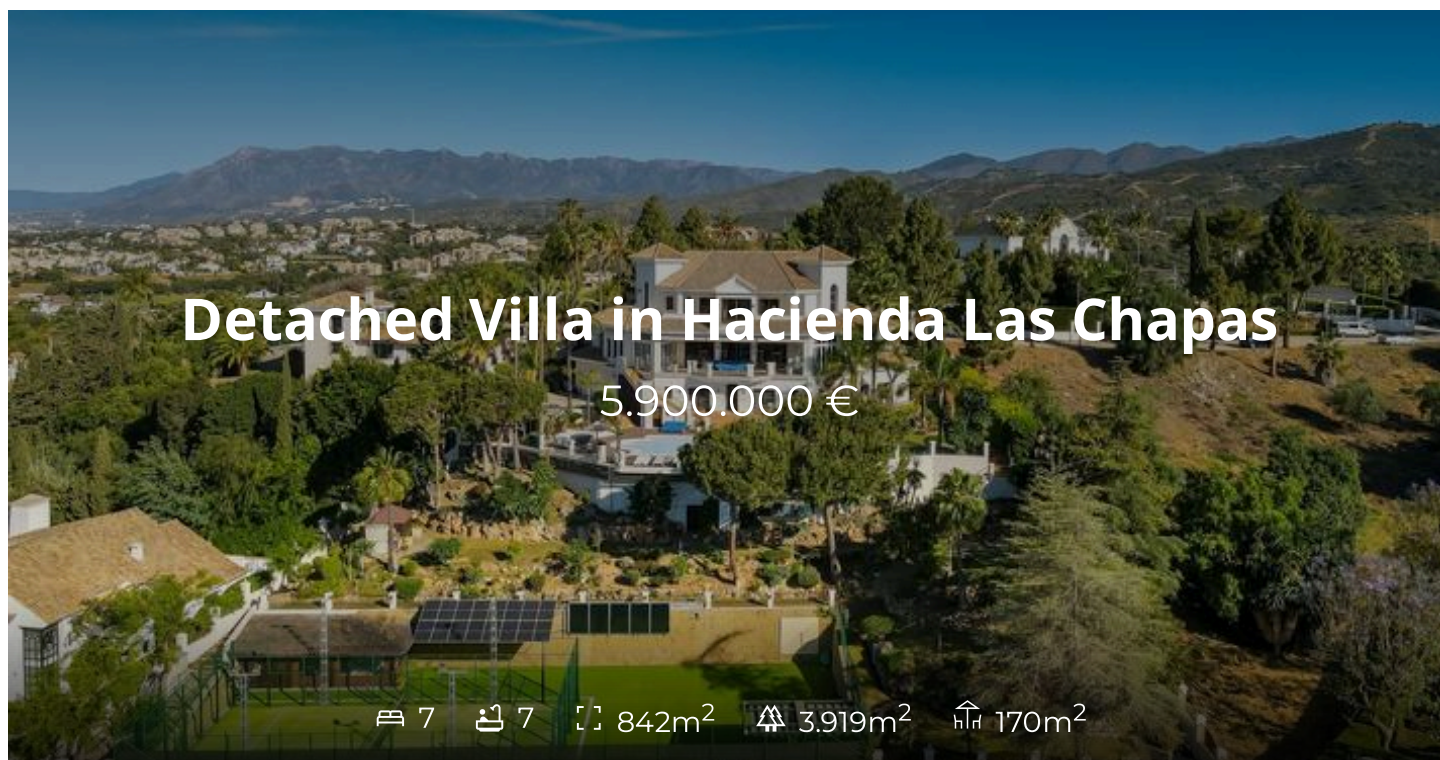 Detached Villa in Hacienda Las Chapas
5.900.000 €
7 7 842m² 3.919m² 170m²